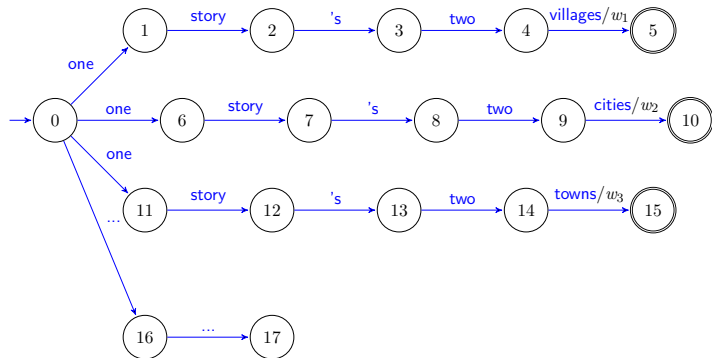 story 's two villages/w₁
1 2 3 4 5
one
one story 's two cities/w₂
0 6 7 8 9 10
one
story 's two towns/w₃
11 12 13 14 15
...
...
16 17